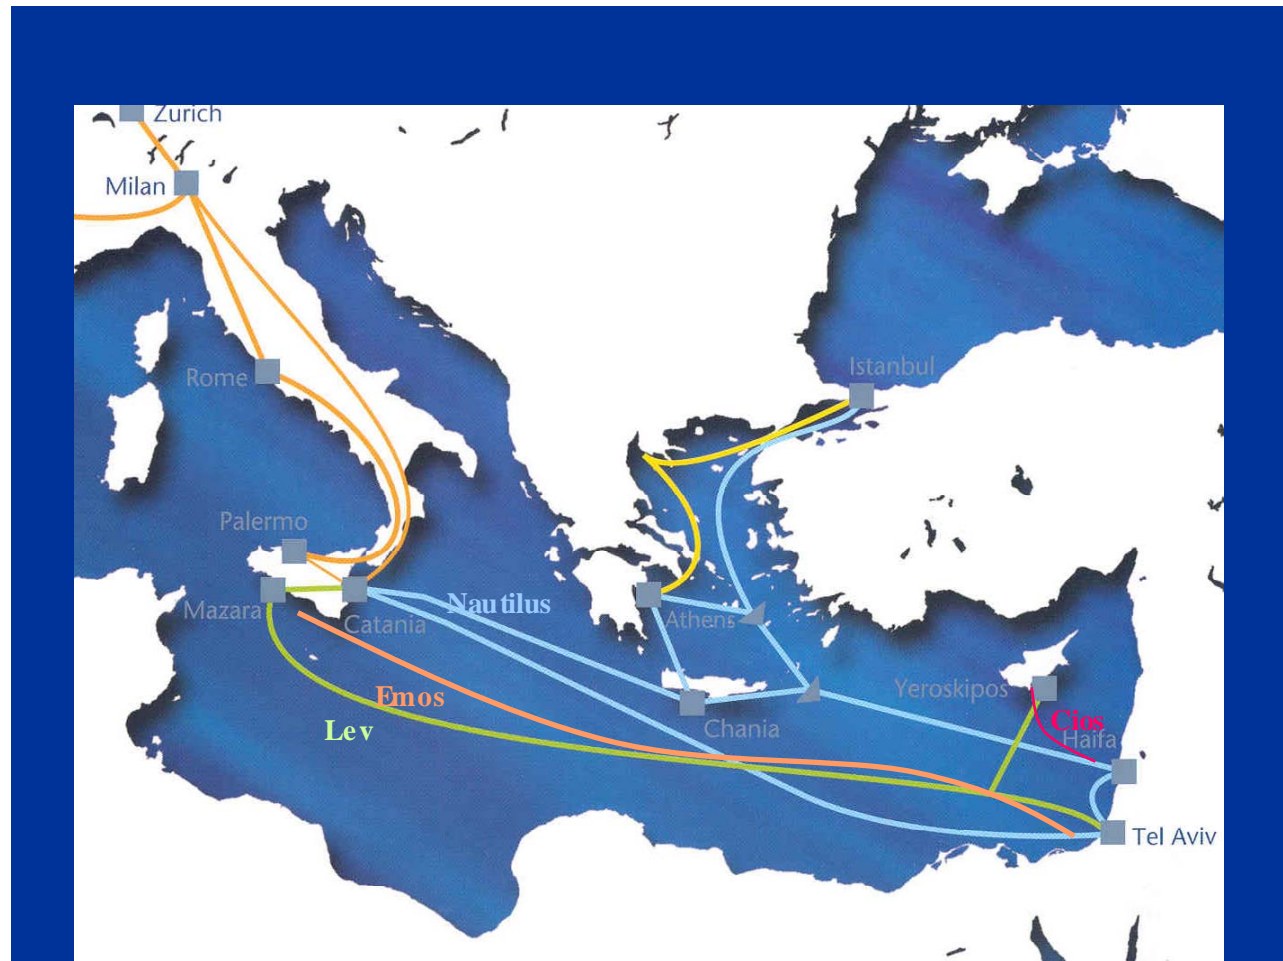 Zurich
Milan
Rome
Istanbul
Palermo
Mazara
Catania
Nautilus
Athens
Emos
Lev
Chania
Yeroskipos
Cios
Haifa
Tel Aviv